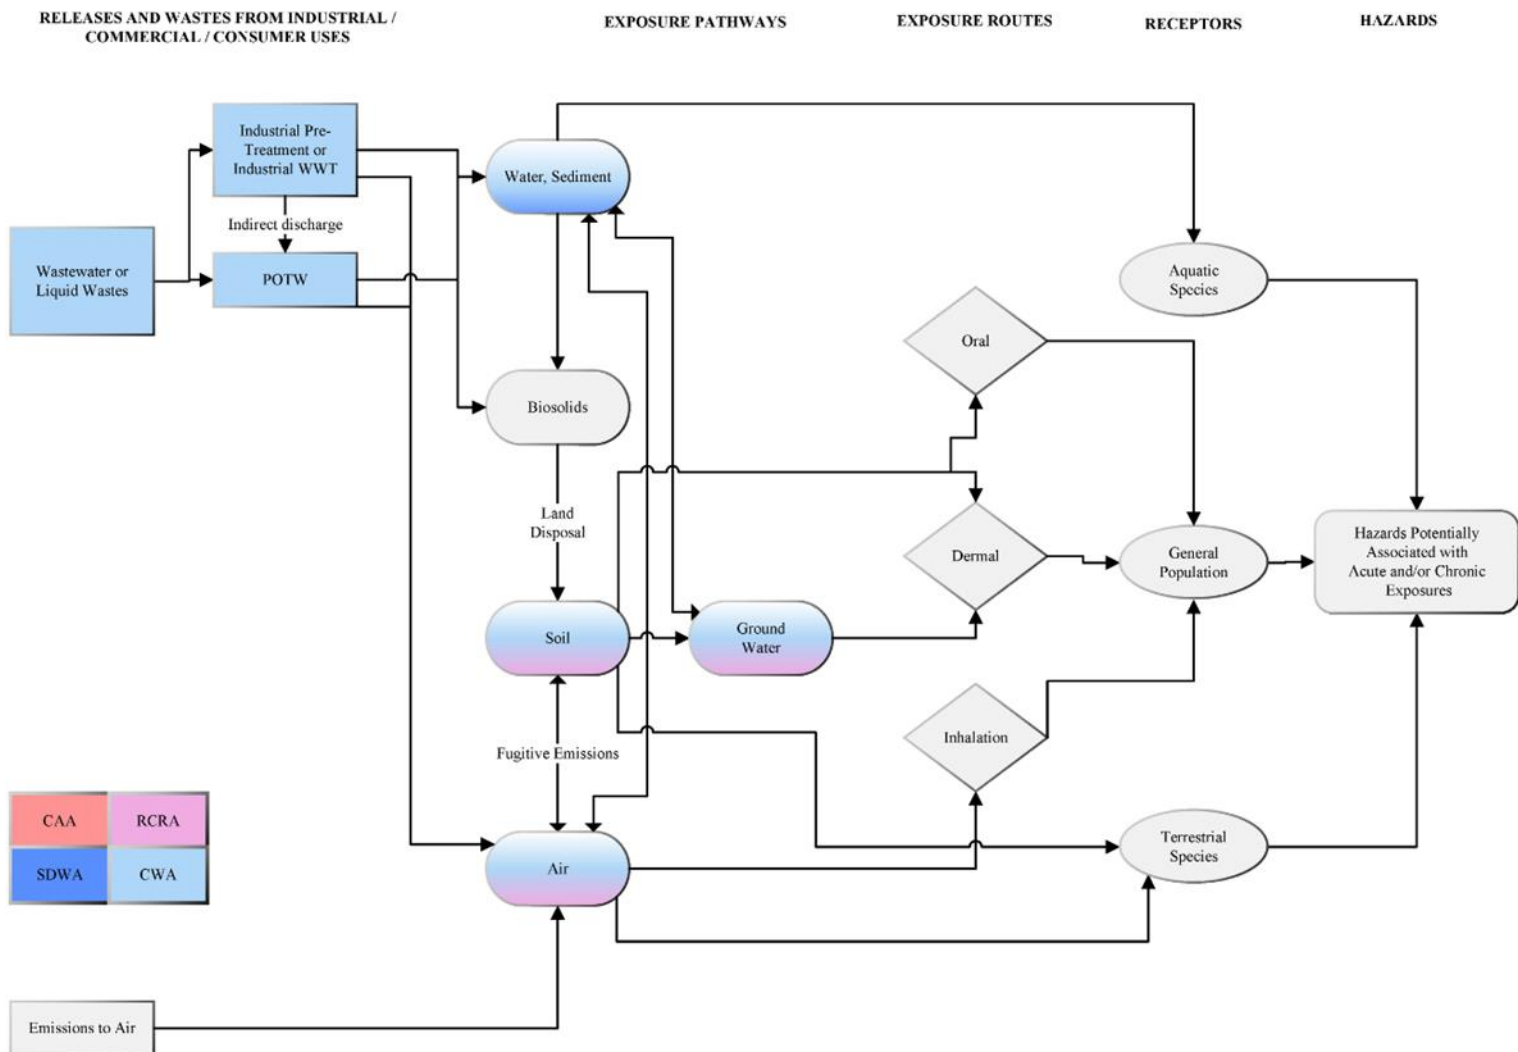 RELEASES AND WASTES FROM INDUSTRIAL /
COMMERCIAL / CONSUMER USES
EXPOSURE PATHWAYS
EXPOSURE ROUTES
RECEPTORS
HAZARDS
Industrial Pre-
Treatment or
Industrial WWT
Indirect discharge
POTW
Wastewater or
Liquid Wastes
Water, Sediment
Biosolids
Land
Disposal
Soil
Ground
Water
Fugitive Emissions
Air
Oral
Dermal
Inhalation
Aquatic
Species
General
Population
Terrestrial
Species
Hazards Potentially
Associated with
Acute and/or Chronic
Exposures
CAA
RCRA
SDWA
CWA
Emissions to Air